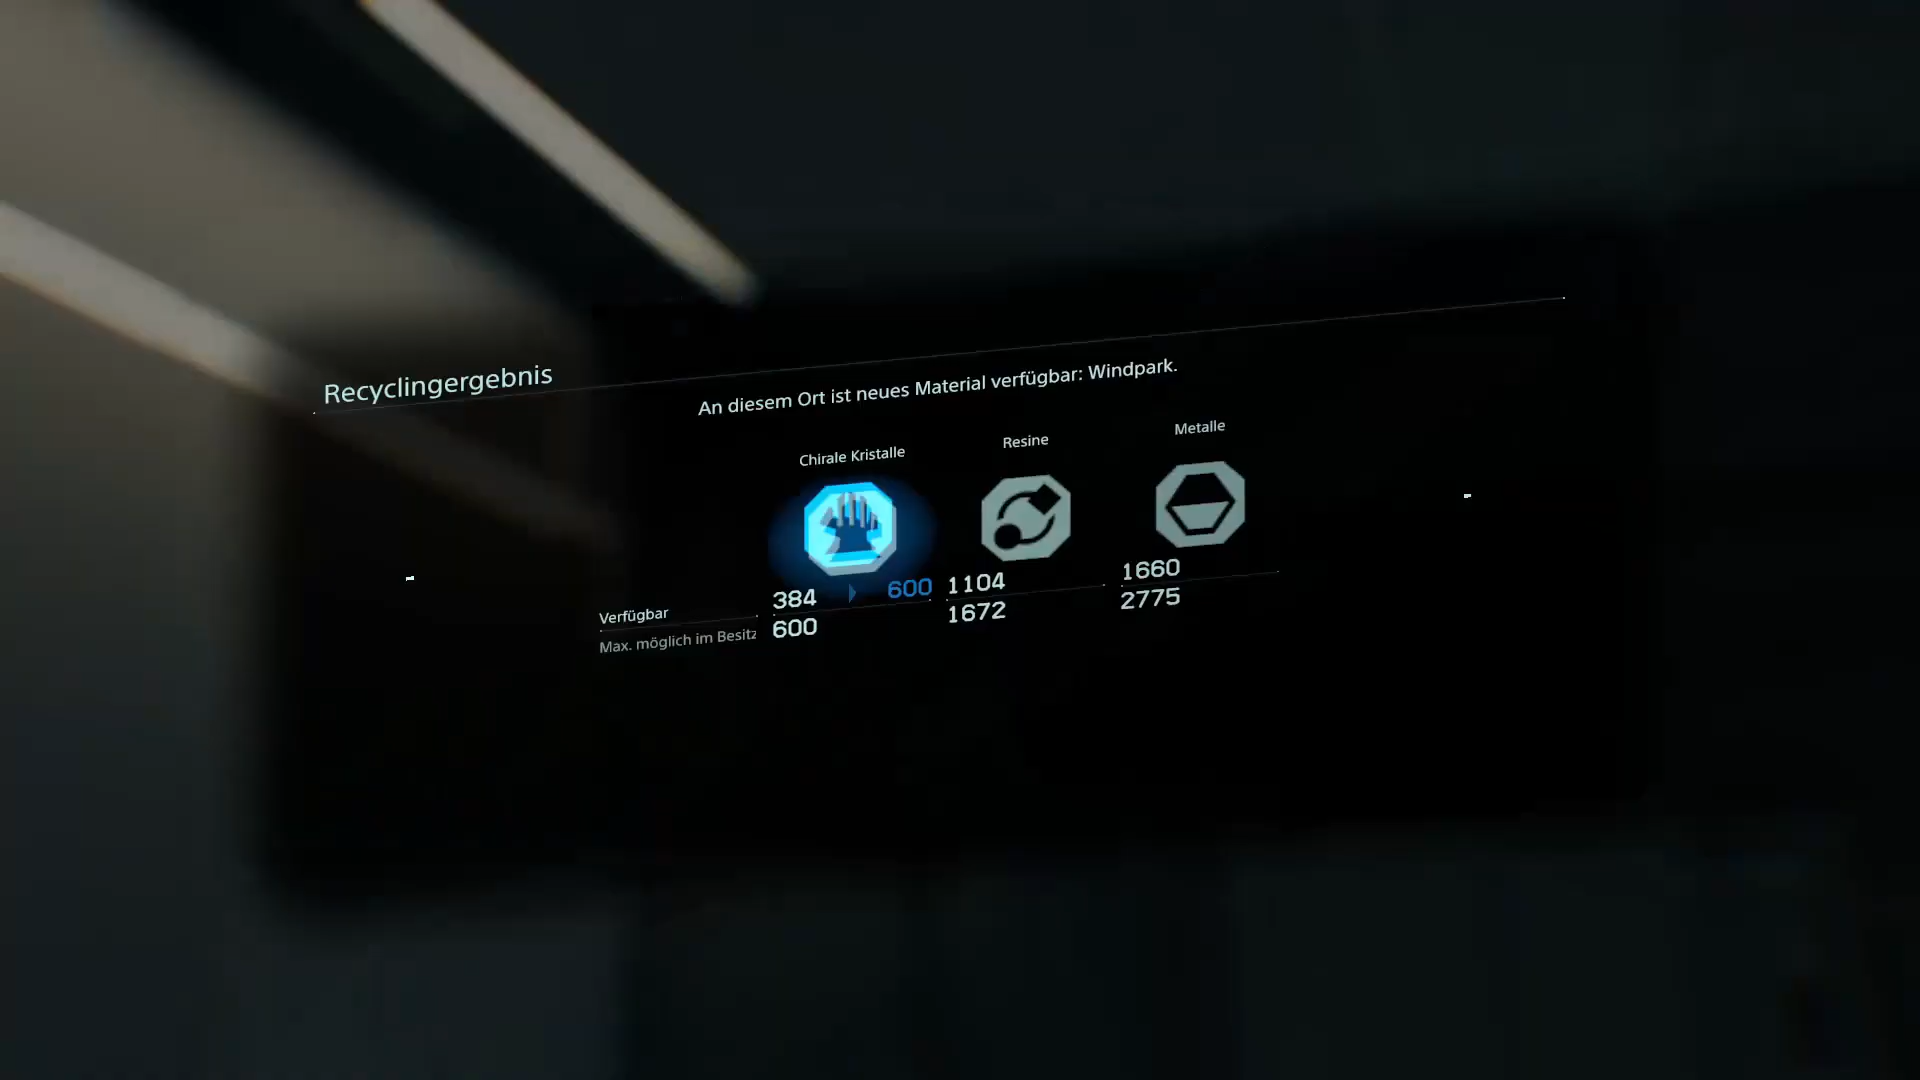 Recyclingergebnis
An diesem Ort ist neues Material verfügbar: Windpark.
Chirale Kristalle
Resine
Metalle
Verfügbar
384 600
1104
1660
Max. möglich im Besitz
600
1672
2775